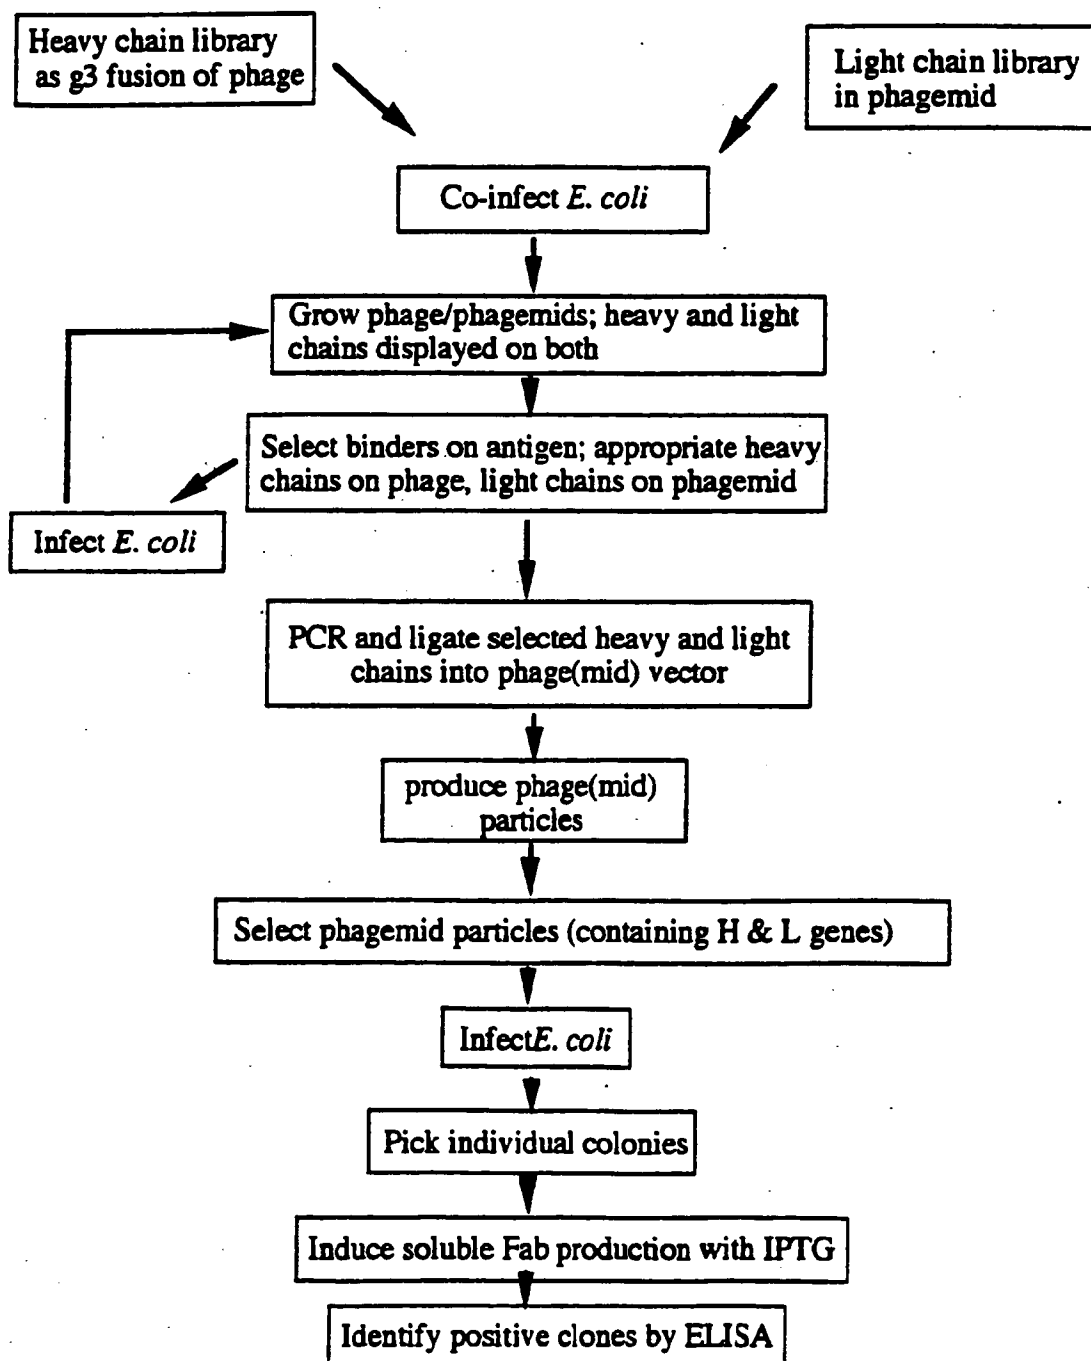 Heavy chain library
as g3 fusion of phage
Light chain library
in phagemid
Co-infect E. coli
Grow phage/phagemids; heavy and light
chains displayed on both
Select binders on antigen; appropriate heavy
chains on phage, light chains on phagemid
Infect E. coli
PCR and ligate selected heavy and light
chains into phage(mid) vector
produce phage(mid)
particles
Select phagemid particles (containing H & L genes)
InfectE. coli
Pick individual colonies
Induce soluble Fab production with IPTG
Identify positive clones by ELISA